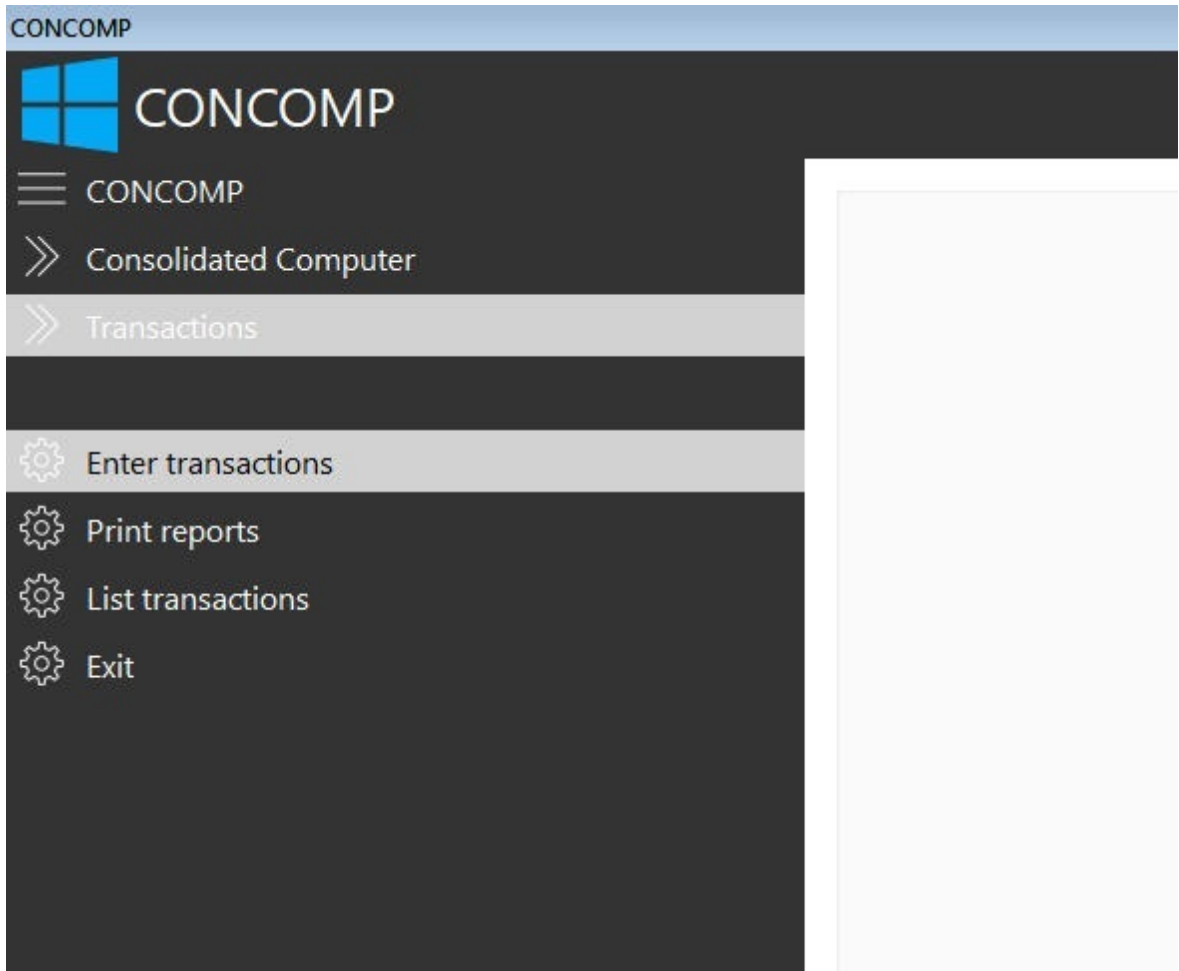 CONCOMP
CONCOMP
CONCOMP
Consolidated Computer
Transactions
Enter transactions
Print reports
List transactions
Exit